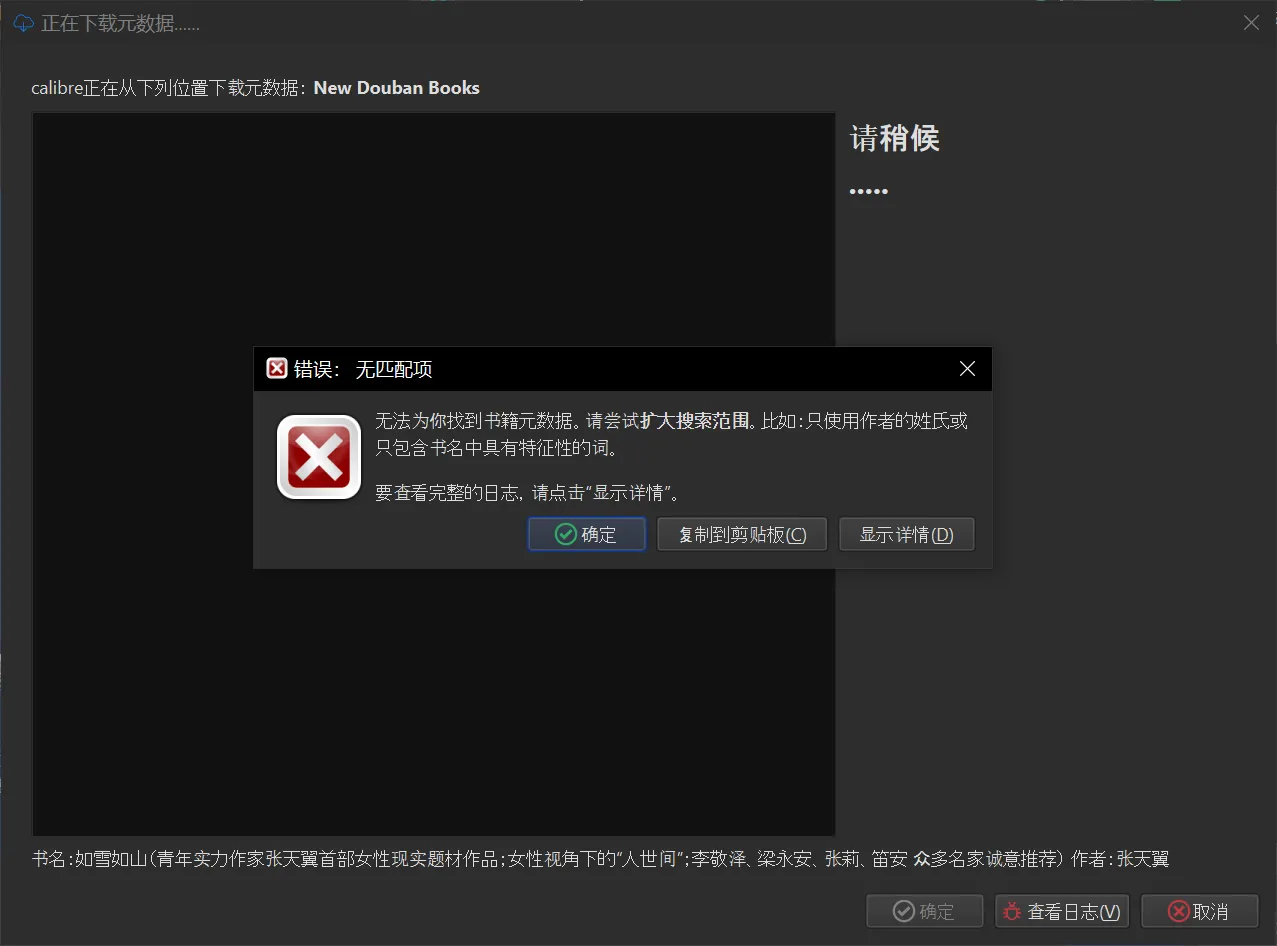 正在下载元数据......
calibre正在从下列位置下载元数据：New Douban Books
请稍候
•••••
错误： 无匹配项
无法为你找到书籍元数据。请尝试扩大搜索范围。比如：只使用作者的姓氏或
只包含书名中具有特征性的词。
要查看完整的日志，请点击“显示详情”。
确定
复制到剪贴板(C)
显示详情(D)
书名：如雪如山（青年实力作家张天翼首部女性现实题材作品；女性视角下的“人世间”；李敬泽、梁永安、张莉、笛安 众多名家诚意推荐） 作者：张天翼
确定
查看日志(V)
取消